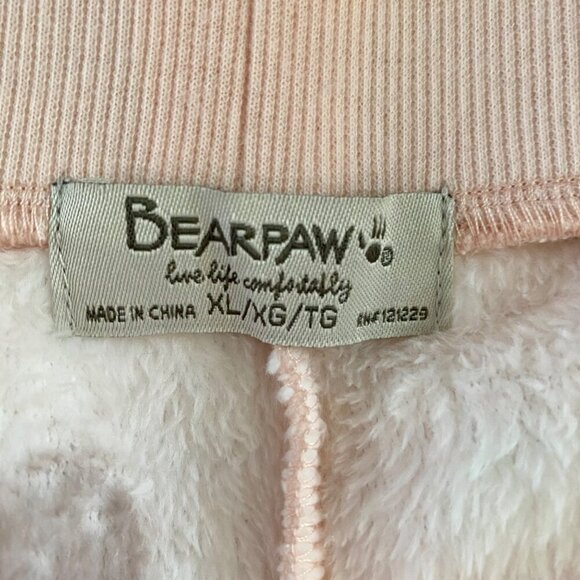 BEARPAW®
live life comfortably
MADE IN CHINA XL/XG/TG RN# 121229